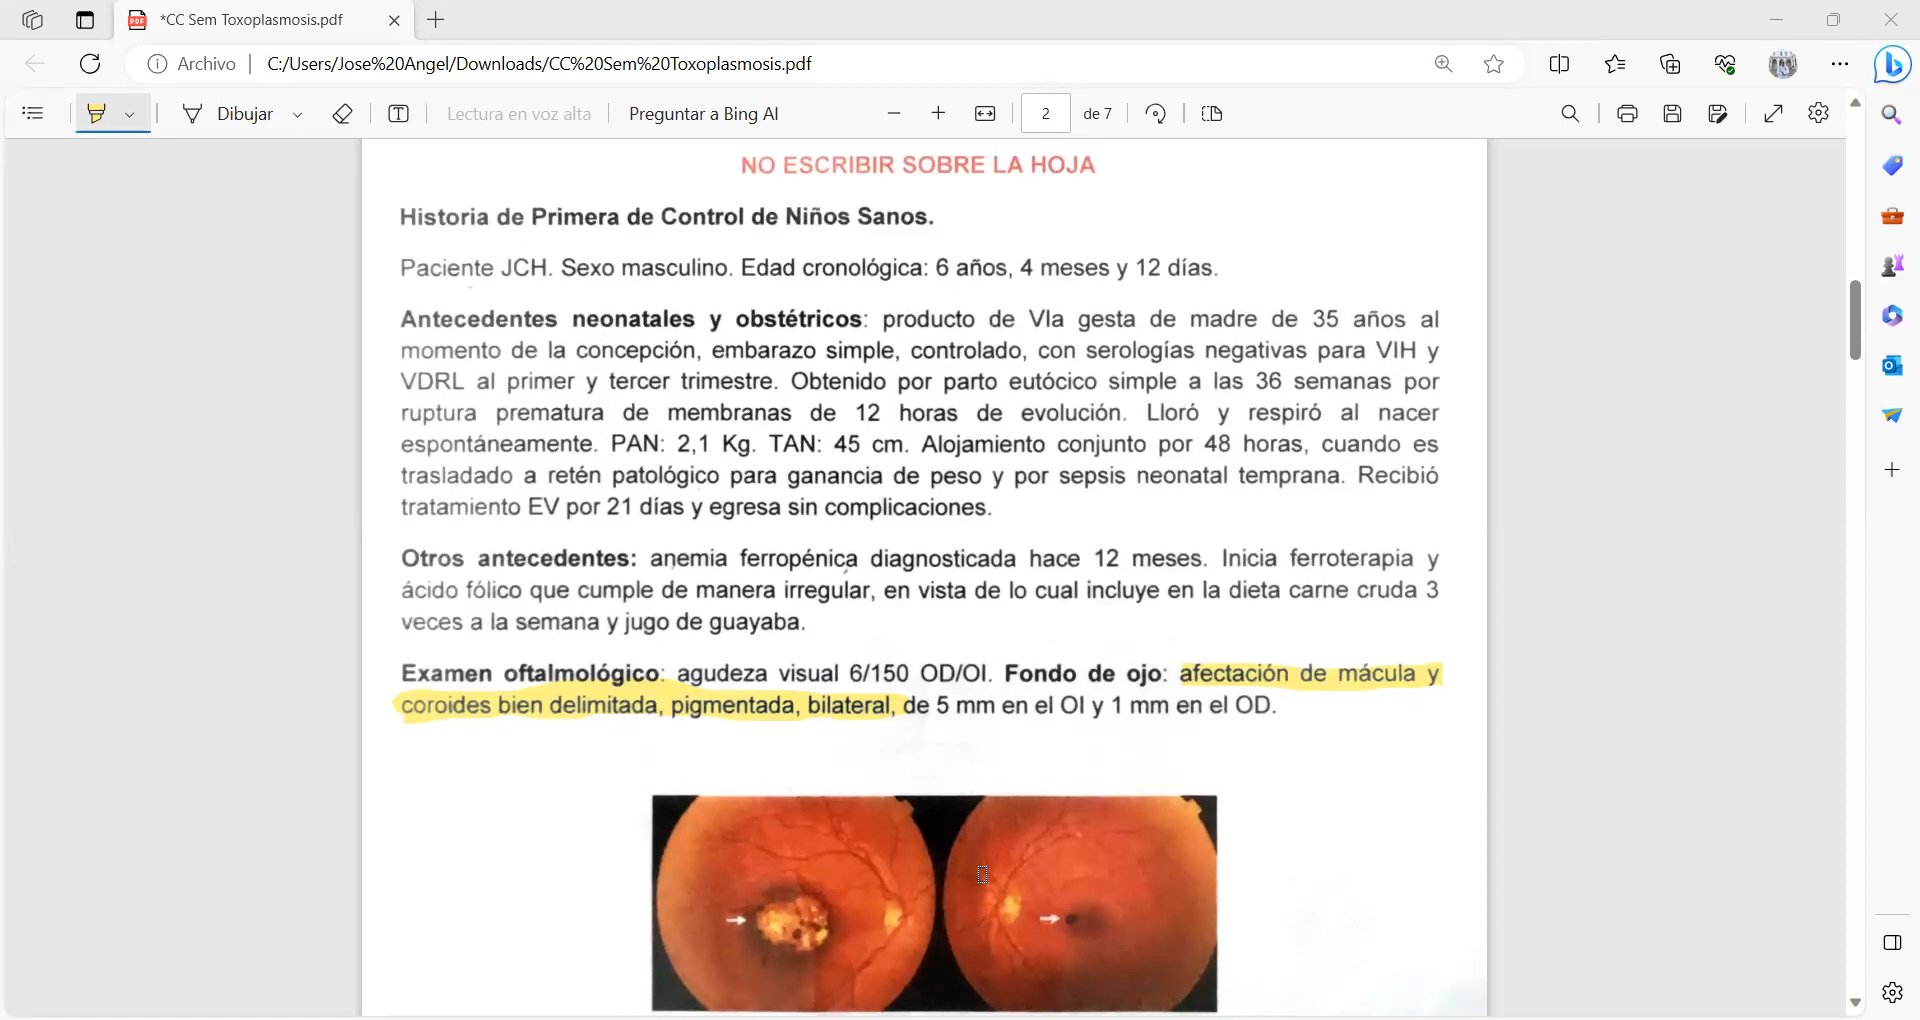 *CC Sem Toxoplasmosis.pdf
Archivo C:/Users/Jose%20Angel/Downloads/CC%20Sem%20Toxoplasmosis.pdf
Dibujar Lectura en voz alta Preguntar a Bing AI 2 de 7
NO ESCRIBIR SOBRE LA HOJA
Historia de Primera de Control de Niños Sanos.
Paciente JCH. Sexo masculino. Edad cronológica: 6 años, 4 meses y 12 días.
Antecedentes neonatales y obstétricos: producto de VIa gesta de madre de 35 años al
momento de la concepción, embarazo simple, controlado, con serologías negativas para VIH y
VDRL al primer y tercer trimestre. Obtenido por parto eutócico simple a las 36 semanas por
ruptura prematura de membranas de 12 horas de evolución. Lloró y respiró al nacer
espontáneamente. PAN: 2,1 Kg. TAN: 45 cm. Alojamiento conjunto por 48 horas, cuando es
trasladado a retén patológico para ganancia de peso y por sepsis neonatal temprana. Recibió
tratamiento EV por 21 días y egresa sin complicaciones.
Otros antecedentes: anemia ferropénica diagnosticada hace 12 meses. Inicia ferroterapia y
ácido fólico que cumple de manera irregular, en vista de lo cual incluye en la dieta carne cruda 3
veces a la semana y jugo de guayaba.
Examen oftalmológico: agudeza visual 6/150 OD/OI. Fondo de ojo: afectación de mácula y
coroides bien delimitada, pigmentada, bilateral, de 5 mm en el OI y 1 mm en el OD.